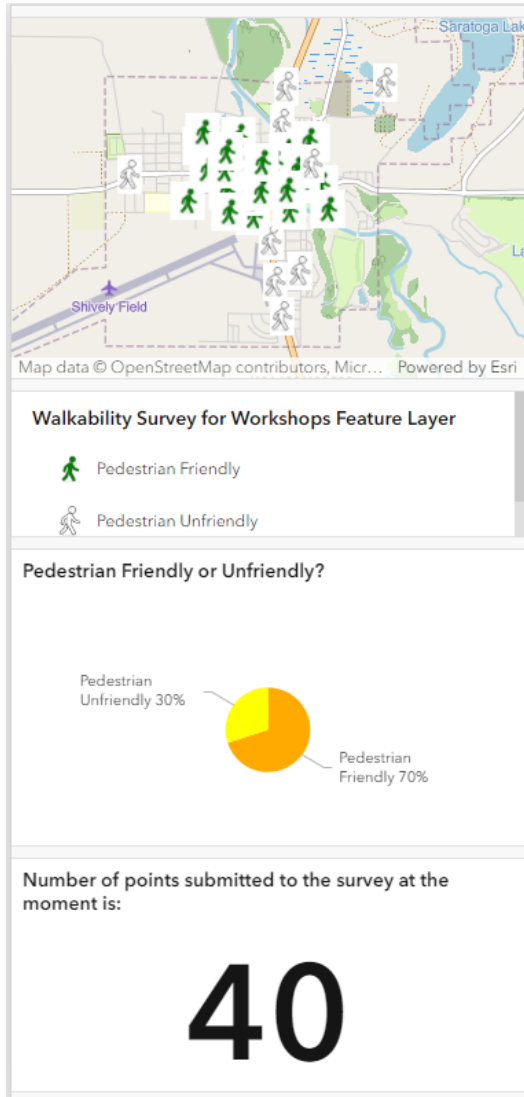 Saratoga Lak
Shively Field
La
Map data © OpenStreetMap contributors, Micr... Powered by Esri
Walkability Survey for Workshops Feature Layer
Pedestrian Friendly
Pedestrian Unfriendly
Pedestrian Friendly or Unfriendly?
Pedestrian
Unfriendly 30%
Pedestrian
Friendly 70%
Number of points submitted to the survey at the
moment is:
40